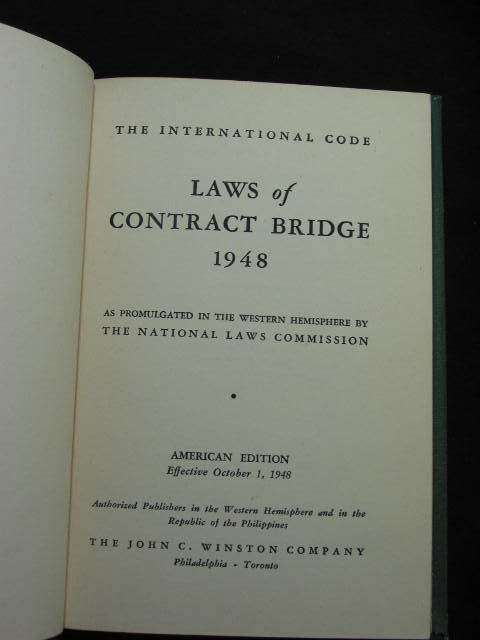 THE INTERNATIONAL CODE
LAWS of
CONTRACT BRIDGE
1948
AS PROMULGATED IN THE WESTERN HEMISPHERE BY
THE NATIONAL LAWS COMMISSION
•
AMERICAN EDITION
Effective October 1, 1948
Authorized Publishers in the Western Hemisphere and in the
Republic of the Philippines
THE JOHN C. WINSTON COMPANY
Philadelphia • Toronto